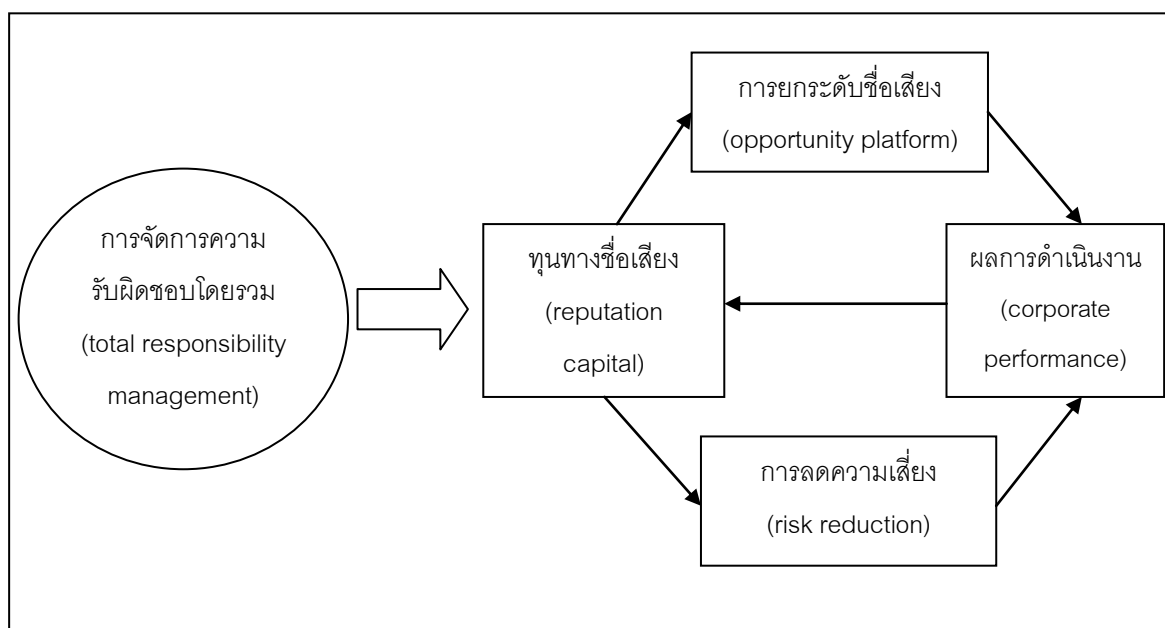 การยกระดับชื่อเสียง
(opportunity platform)
การจัดการความ
รับผิดชอบโดยรวม
(total responsibility
management)
ทุนทางชื่อเสียง
(reputation
capital)
ผลการดำเนินงาน
(corporate
performance)
การลดความเสี่ยง
(risk reduction)